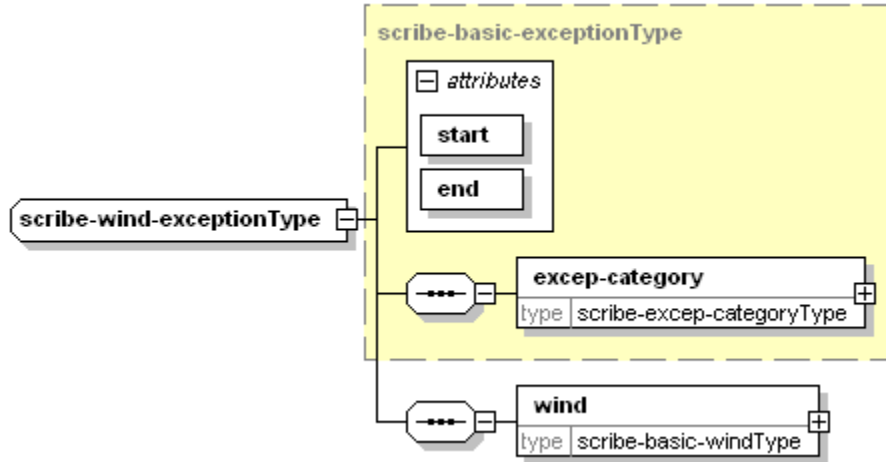 scribe-basic-exceptionType
attributes
start
end
scribe-wind-exceptionType
excep-category
type scribe-excep-categoryType
wind
type scribe-basic-windType